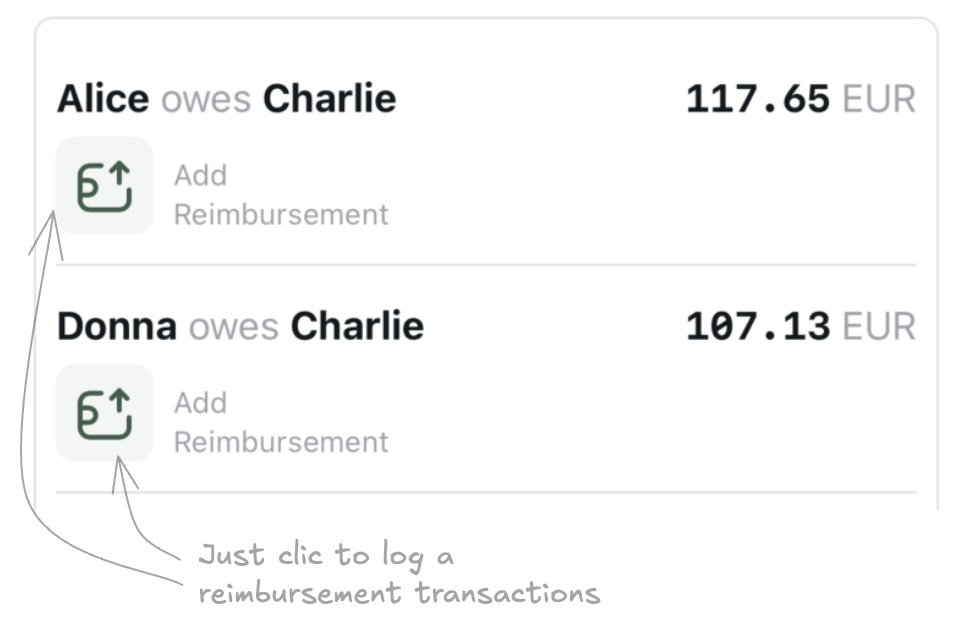 Alice owes Charlie 117.65 EUR
Add
Reimbursement
Donna owes Charlie 107.13 EUR
Add
Reimbursement
Just clic to log a
reimbursement transactions